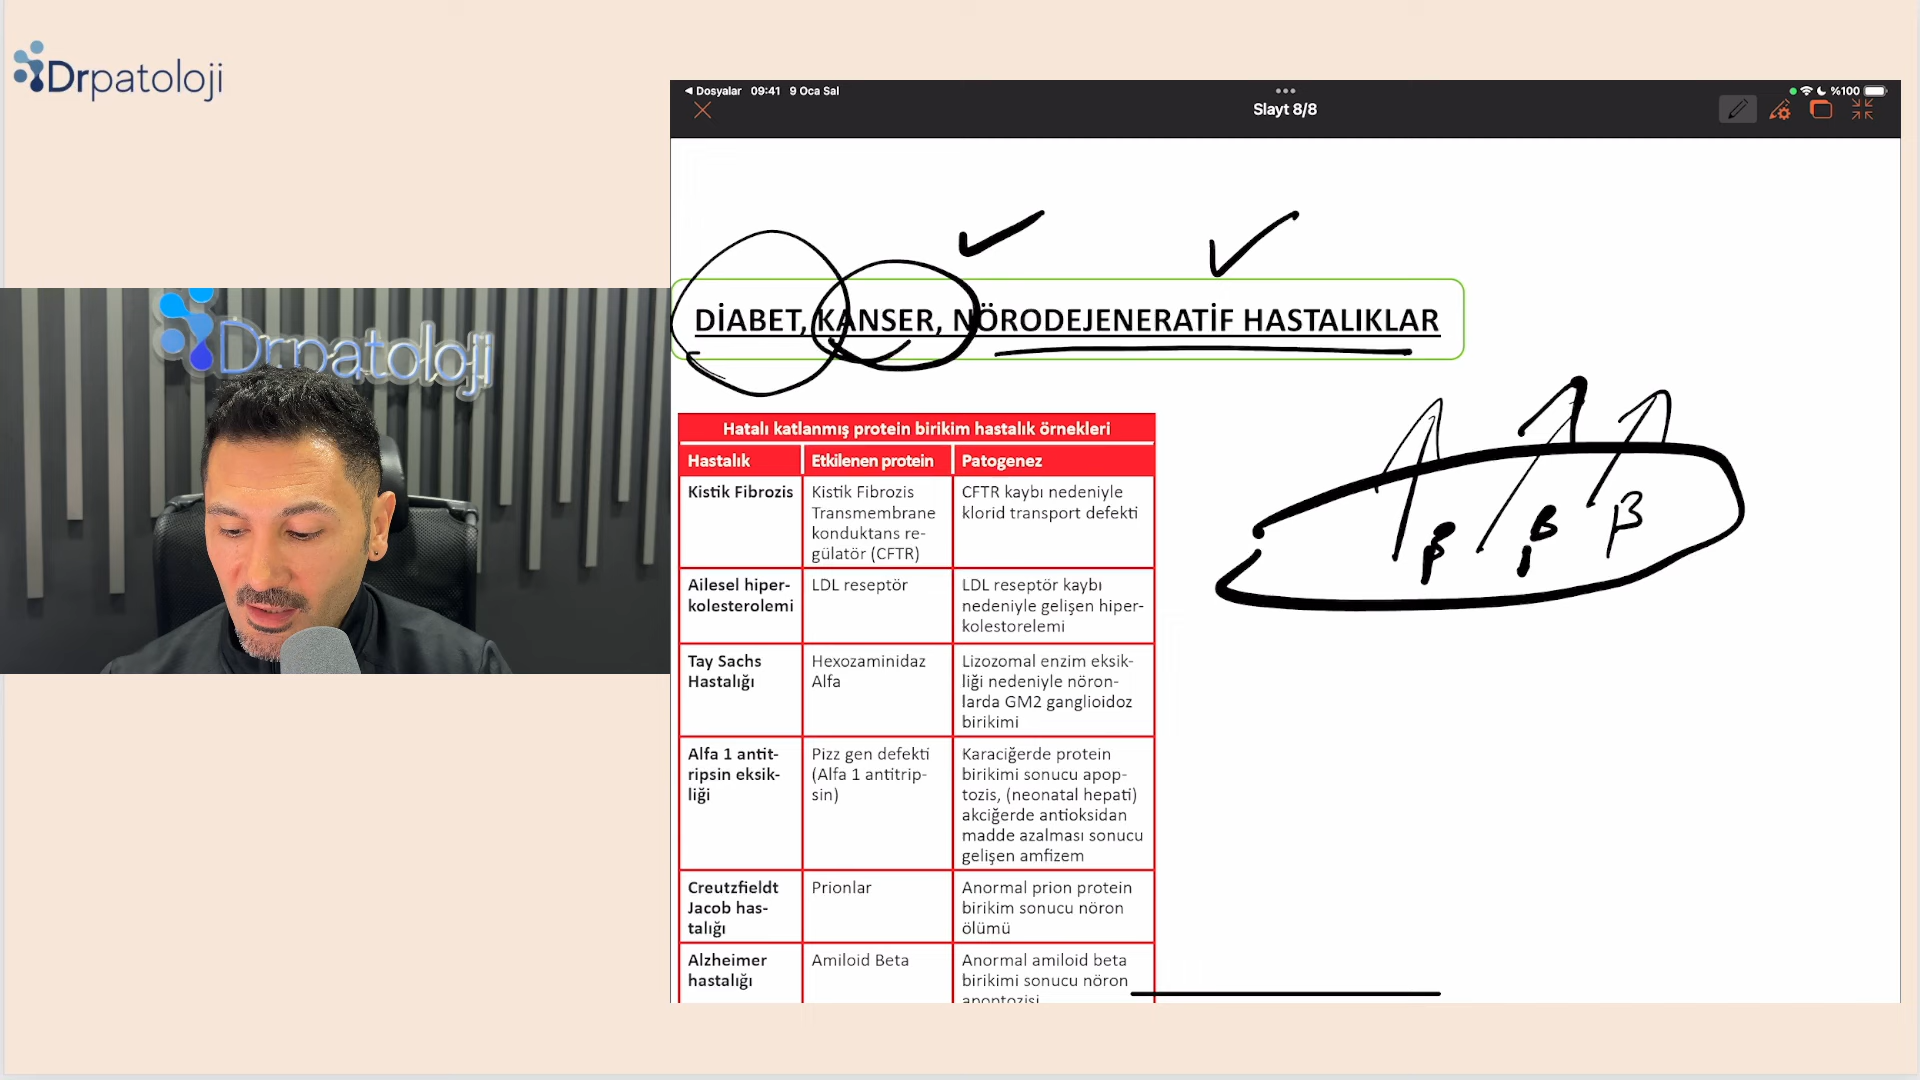 Drpatoloji
Dosyalar 09:41 9 Oca Sal
%100
Slayt 8/8
DİABET, KANSER, NÖRODEJENERATİF HASTALIKLAR
Drpatoloji
β β β
Hatalı katlanmış protein birikim hastalık örnekleri
Hastalık Etkilenen protein Patogenez
Kistik Fibrozis Kistik Fibrozis CFTR kaybı nedeniyle
Transmembrane klorid transport defekti
konduktans re-
gülatör (CFTR)
Ailesel hiper- LDL reseptör LDL reseptör kaybı
kolesterolemi nedeniyle gelişen hiper-
kolestorelemi
Tay Sachs Hexozaminidaz Lizozomal enzim eksik-
Hastalığı Alfa liği nedeniyle nöron-
larda GM2 ganglioidoz
birikimi
Alfa 1 antit- Pizz gen defekti Karaciğerde protein
ripsin eksik- (Alfa 1 antitrip- birikimi sonucu apop-
liği sin) tozis, (neonatal hepati)
akciğerde antioksidan
madde azalması sonucu
gelişen amfizem
Creutzfieldt Prionlar Anormal prion protein
Jacob has- birikim sonucu nöron
talığı ölümü
Alzheimer Amiloid Beta Anormal amiloid beta
hastalığı birikimi sonucu nöron
apoptozisi